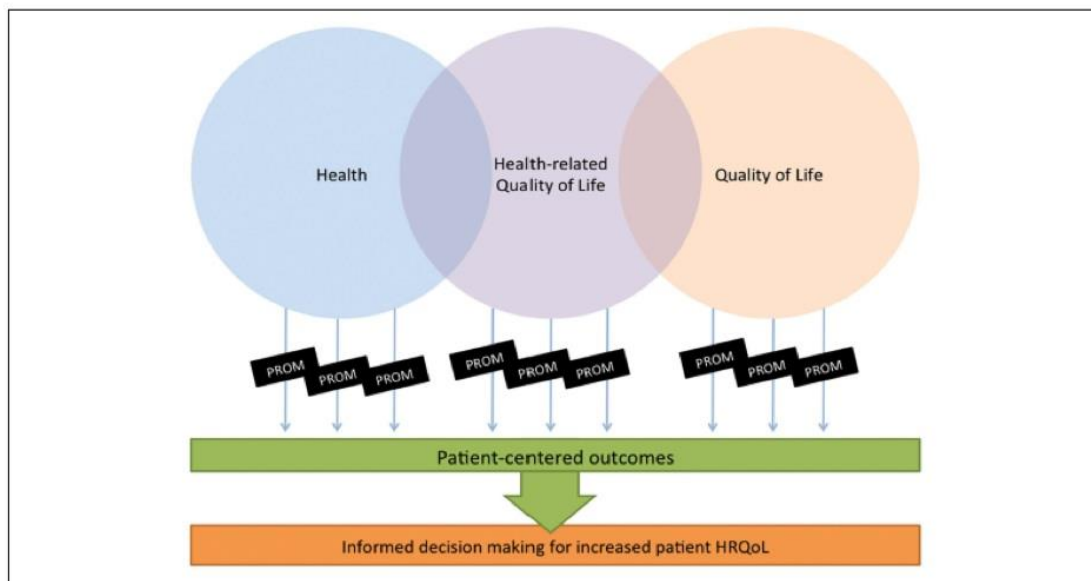 Health
Health-related
Quality of Life
Quality of Life
PROM
PROM
PROM
PROM
PROM
PROM
PROM
PROM
PROM
Patient-centered outcomes
Informed decision making for increased patient HRQoL